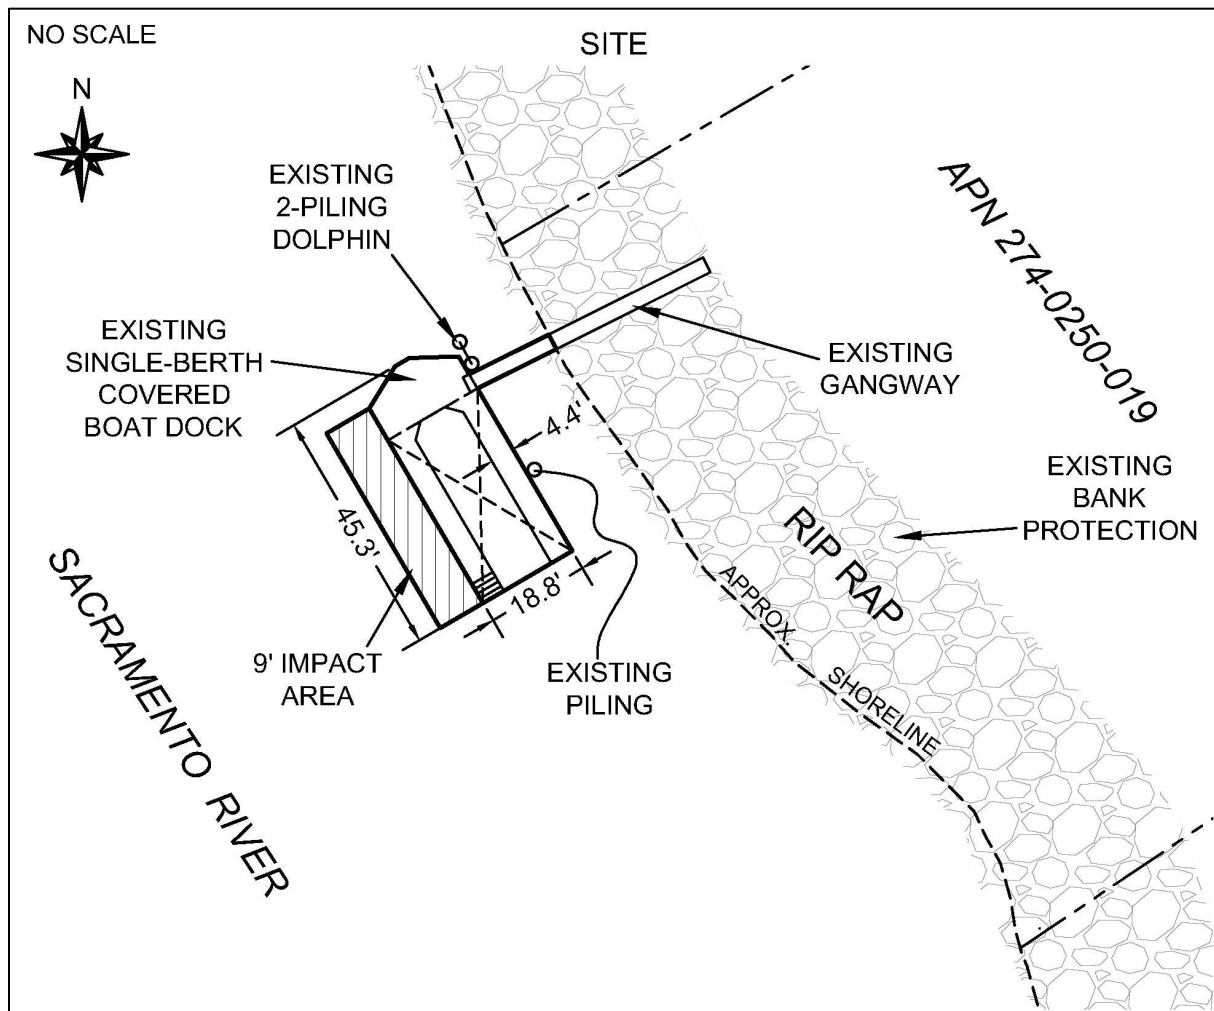 NO SCALE
SITE
N
EXISTING
2-PILING
DOLPHIN
APN 274-0250-019
EXISTING
SINGLE-BERTH
COVERED
BOAT DOCK
EXISTING
GANGWAY
4.4'
EXISTING
BANK
PROTECTION
45.3'
RIP RAP
18.8'
SACRAMENTO RIVER
APPROX. SHORELINE
9' IMPACT
AREA
EXISTING
PILING